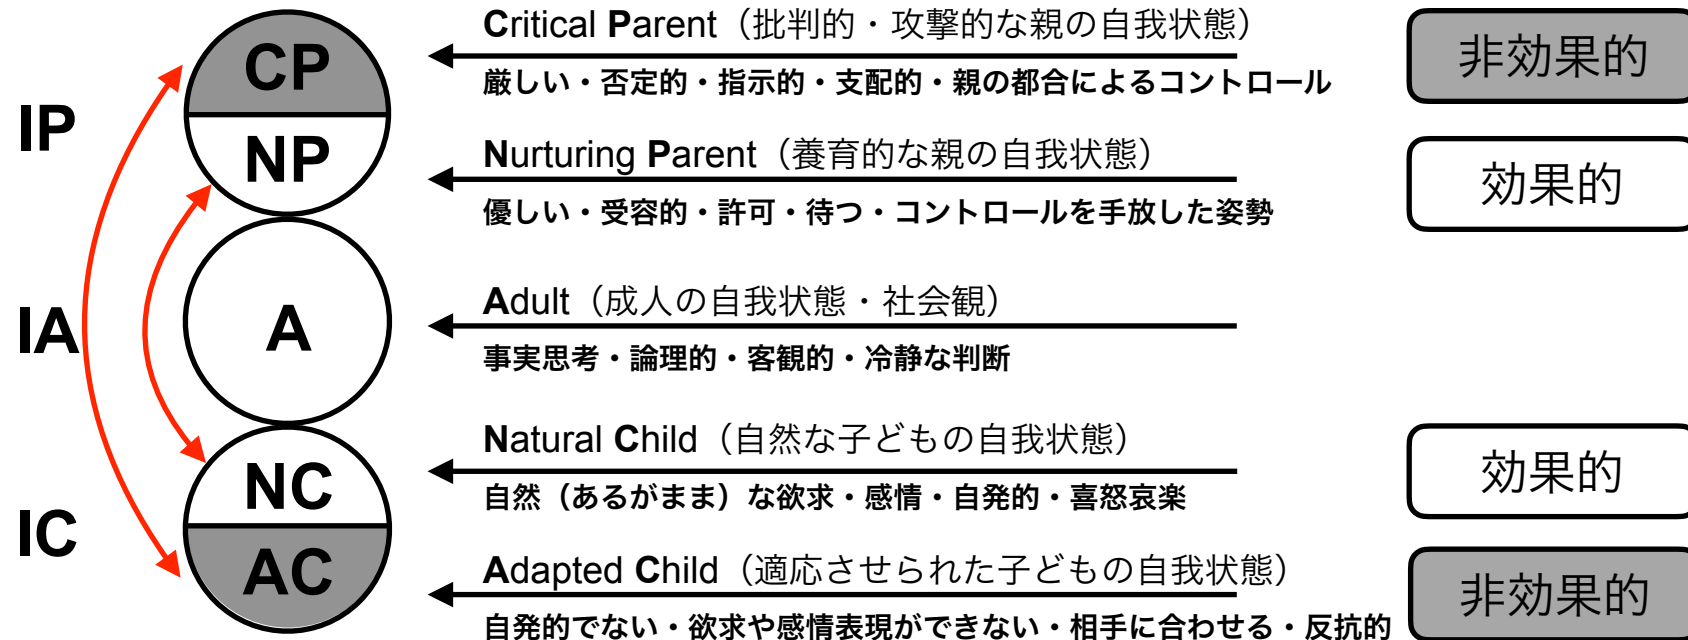 Critical Parent（批判的・攻撃的な親の自我状態）
非効果的
CP
厳しい・否定的・指示的・支配的・親の都合によるコントロール
IP
Nurturing Parent（養育的な親の自我状態）
効果的
NP
優しい・受容的・許可・待つ・コントロールを手放した姿勢
Adult（成人の自我状態・社会観）
IA
A
事実思考・論理的・客観的・冷静な判断
Natural Child（自然な子どもの自我状態）
効果的
NC
自然（あるがまま）な欲求・感情・自発的・喜怒哀楽
IC
Adapted Child（適応させられた子どもの自我状態）
非効果的
AC
自発的でない・欲求や感情表現ができない・相手に合わせる・反抗的